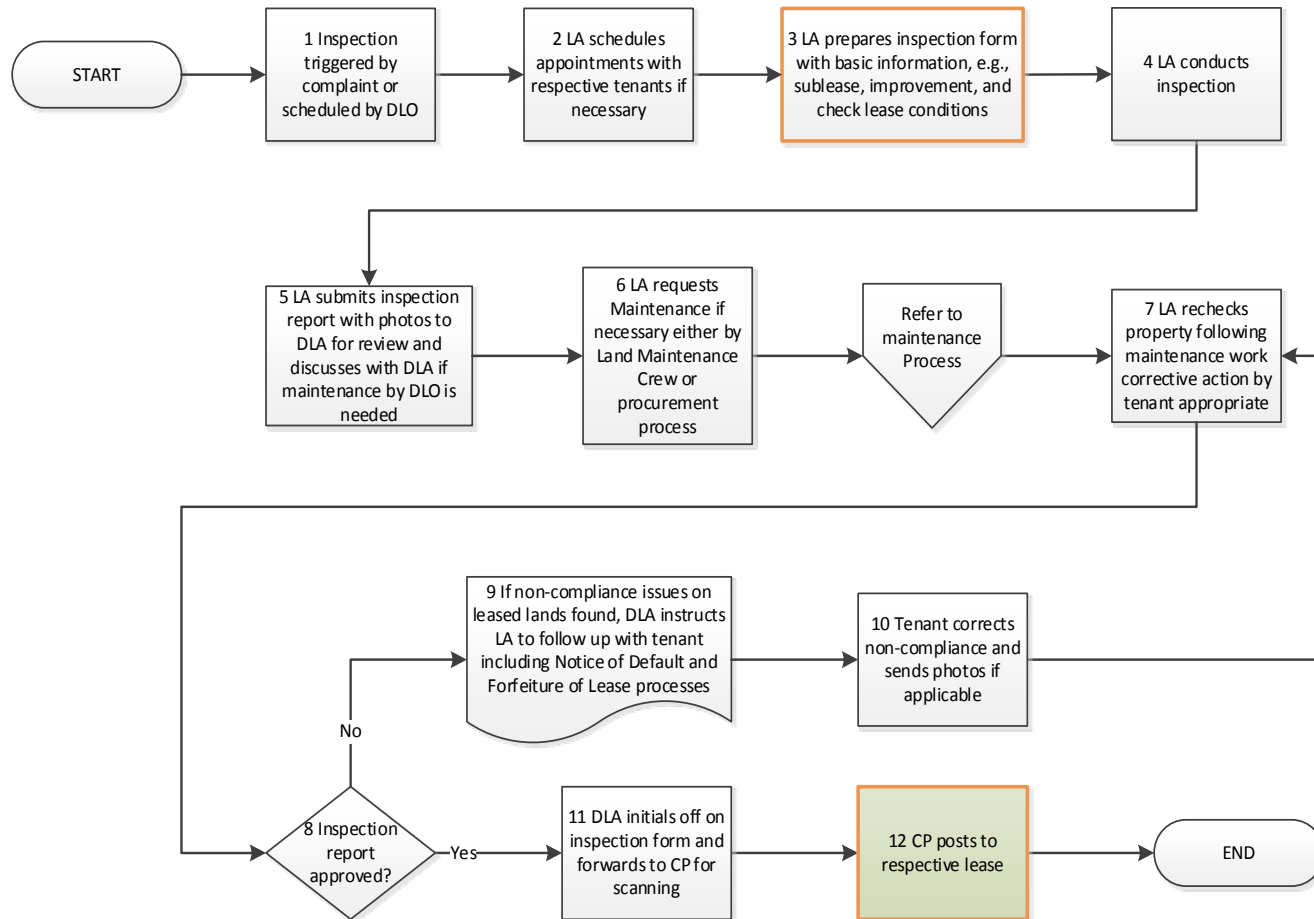 START
1 Inspection
triggered by
complaint or
scheduled by DLO
2 LA schedules
appointments with
respective tenants if
necessary
3 LA prepares inspection form
with basic information, e.g.,
sublease, improvement, and
check lease conditions
4 LA conducts
inspection
5 LA submits inspection
report with photos to
DLA for review and
discusses with DLA if
maintenance by DLO is
needed
6 LA requests
Maintenance if
necessary either by
Land Maintenance
Crew or
procurement
process
Refer to
maintenance
Process
7 LA rechecks
property following
maintenance work
corrective action by
tenant appropriate
8 Inspection
report
approved?
No
9 If non-compliance issues on
leased lands found, DLA instructs
LA to follow up with tenant
including Notice of Default and
Forfeiture of Lease processes
10 Tenant corrects
non-compliance and
sends photos if
applicable
Yes
11 DLA initials off on
inspection form and
forwards to CP for
scanning
12 CP posts to
respective lease
END